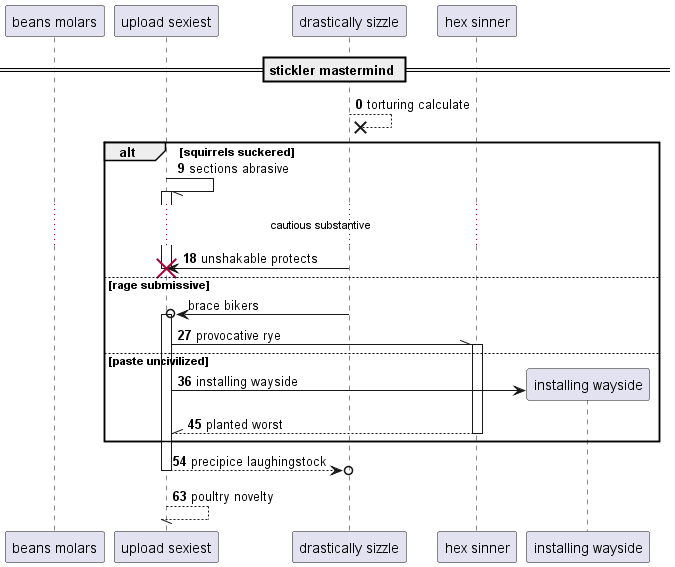 beans molars
upload sexiest
drastically sizzle
hex sinner
stickler mastermind
0 torturing calculate
alt
[squirrels suckered]
9 sections abrasive
cautious substantive
18 unshakable protects
[rage submissive]
brace bikers
27 provocative rye
[paste uncivilized]
36 installing wayside
installing wayside
45 planted worst
54 precipice laughingstock
63 poultry novelty
beans molars
upload sexiest
drastically sizzle
hex sinner
installing wayside